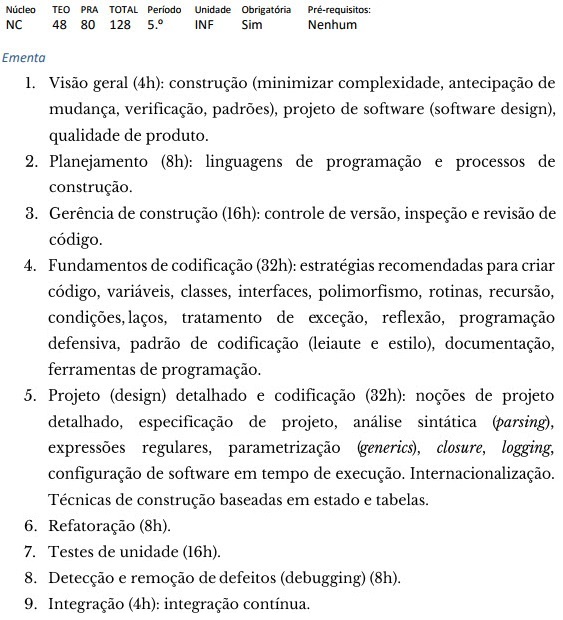 Núcleo TEO PRA TOTAL Período Unidade Obrigatória Pré-requisitos:
NC 48 80 128 5.º INF Sim Nenhum
Ementa
1. Visão geral (4h): construção (minimizar complexidade, antecipação de
mudança, verificação, padrões), projeto de software (software design),
qualidade de produto.
2. Planejamento (8h): linguagens de programação e processos de
construção.
3. Gerência de construção (16h): controle de versão, inspeção e revisão de
código.
4. Fundamentos de codificação (32h): estratégias recomendadas para criar
código, variáveis, classes, interfaces, polimorfismo, rotinas, recursão,
condições, laços, tratamento de exceção, reflexão, programação
defensiva, padrão de codificação (leiaute e estilo), documentação,
ferramentas de programação.
5. Projeto (design) detalhado e codificação (32h): noções de projeto
detalhado, especificação de projeto, análise sintática (parsing),
expressões regulares, parametrização (generics), closure, logging,
configuração de software em tempo de execução. Internacionalização.
Técnicas de construção baseadas em estado e tabelas.
6. Refatoração (8h).
7. Testes de unidade (16h).
8. Detecção e remoção de defeitos (debugging) (8h).
9. Integração (4h): integração contínua.